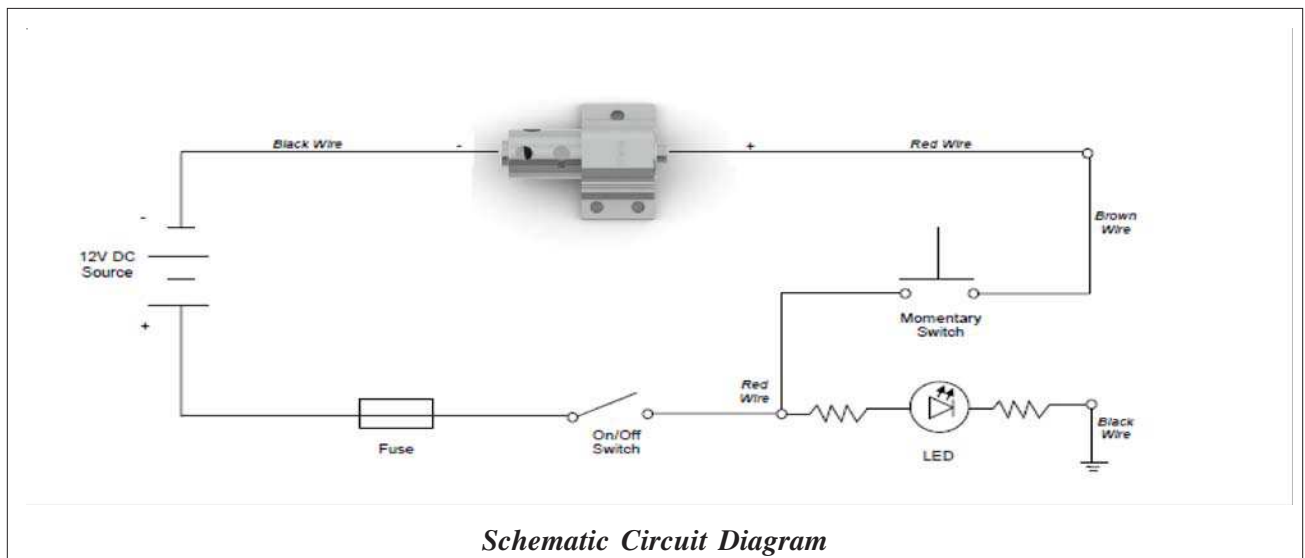 Black Wire
-
+
Red Wire
-
Brown
Wire
12V DC
Source
+
Momentary
Switch
Red
Wire
Fuse
On/Off
Switch
LED
Black
Wire
Schematic Circuit Diagram